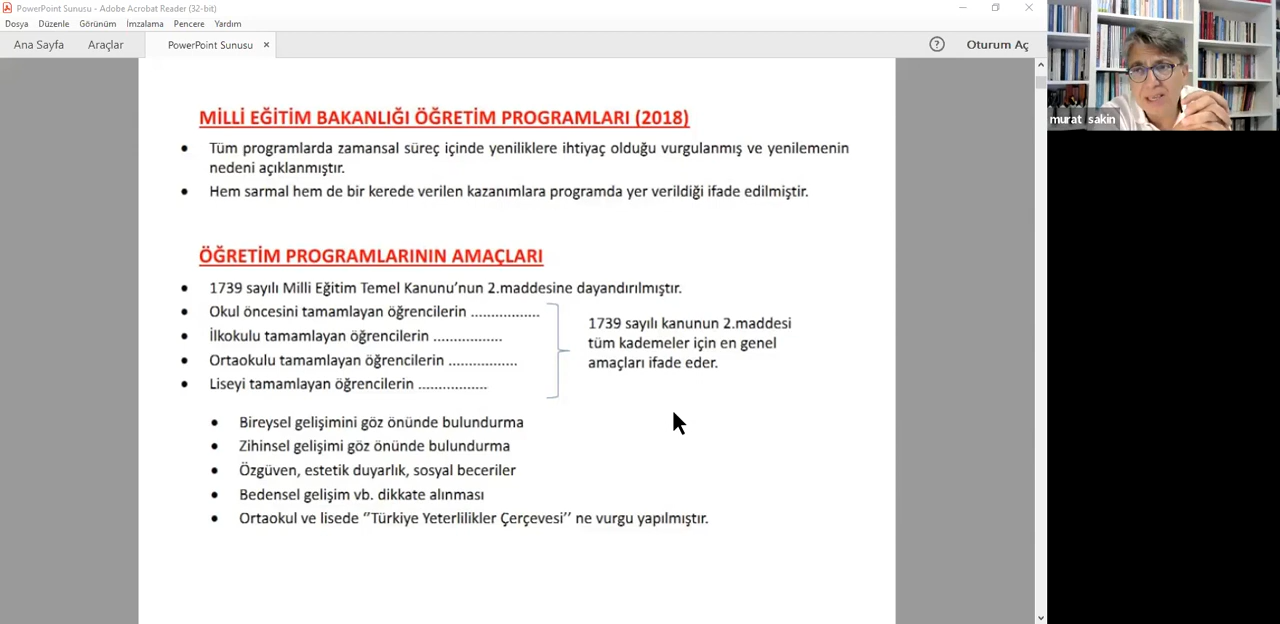 PowerPoint Sunusu - Adobe Acrobat Reader (32-bit)
Dosya Düzenle Görünüm İmzalama Pencere Yardım
Ana Sayfa Araçlar PowerPoint Sunusu × ? Oturum Aç
murat sakin
MİLLİ EĞİTİM BAKANLIĞI ÖĞRETİM PROGRAMLARI (2018)
• Tüm programlarda zamansal süreç içinde yeniliklere ihtiyaç olduğu vurgulanmış ve yenilemenin
nedeni açıklanmıştır.
• Hem sarmal hem de bir kerede verilen kazanımlara programda yer verildiği ifade edilmiştir.
ÖĞRETİM PROGRAMLARININ AMAÇLARI
• 1739 sayılı Milli Eğitim Temel Kanunu’nun 2.maddesine dayandırılmıştır.
• Okul öncesini tamamlayan öğrencilerin ................
• İlkokulu tamamlayan öğrencilerin ................
• Ortaokulu tamamlayan öğrencilerin ................
• Liseyi tamamlayan öğrencilerin ................
1739 sayılı kanunun 2.maddesi
tüm kademeler için en genel
amaçları ifade eder.
• Bireysel gelişimini göz önünde bulundurma
• Zihinsel gelişimi göz önünde bulundurma
• Özgüven, estetik duyarlık, sosyal beceriler
• Bedensel gelişim vb. dikkate alınması
• Ortaokul ve lisede ‘’Türkiye Yeterlilikler Çerçevesi’’ ne vurgu yapılmıştır.